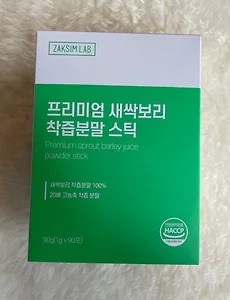 ZAKSIM LAB
프리미엄 새싹보리
착즙분말 스틱
Premium sprout barley juice
powder stick
새싹보리 착즙분말 100%
20배 고농축 착즙 분말
HACCP
90g(1g x 90포)